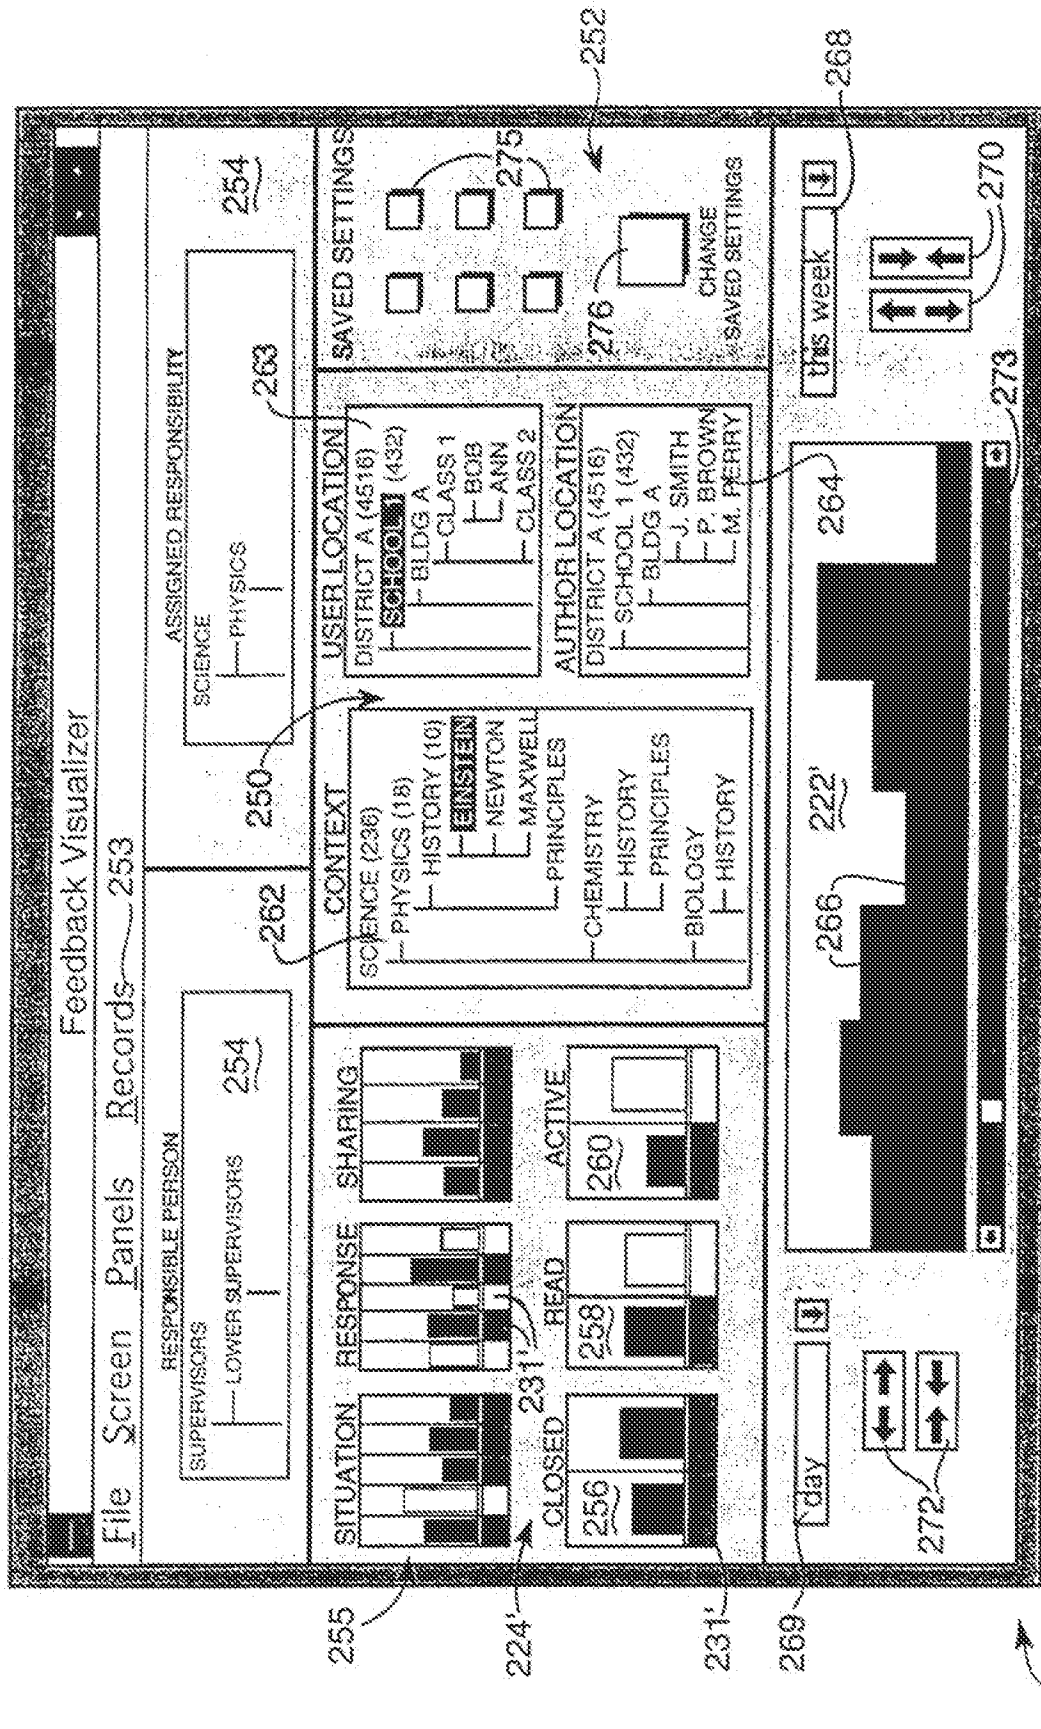 Feedback Visualizer
File Screen Panels Records 253
RESPONSIBLE PERSON
SUPERVISORS
LOWER SUPERVISORS
254
262
ASSIGNED RESPONSIBILITY
SCIENCE
PHYSICS
254
263
250
255
SITUATION
RESPONSE
SHARING
224'
231'
CLOSED
READ
ACTIVE
256
258
260
231'
CONTEXT
SCIENCE (236)
PHYSICS (18)
HISTORY (10)
EINSTEIN
NEWTON
MAXWELL
PRINCIPLES
CHEMISTRY
HISTORY
PRINCIPLES
BIOLOGY
HISTORY
USER LOCATION
DISTRICT A (4516)
SCHOOL 1 (432)
BLDG A
CLASS 1
BOB
ANN
CLASS 2
AUTHOR LOCATION
DISTRICT A (4516)
SCHOOL 1 (432)
BLDG A
J. SMITH
P. BROWN
M. PERRY
SAVED SETTINGS
275
252
276
CHANGE
SAVED SETTINGS
269
day
272
266
222'
264
this week
268
270
273